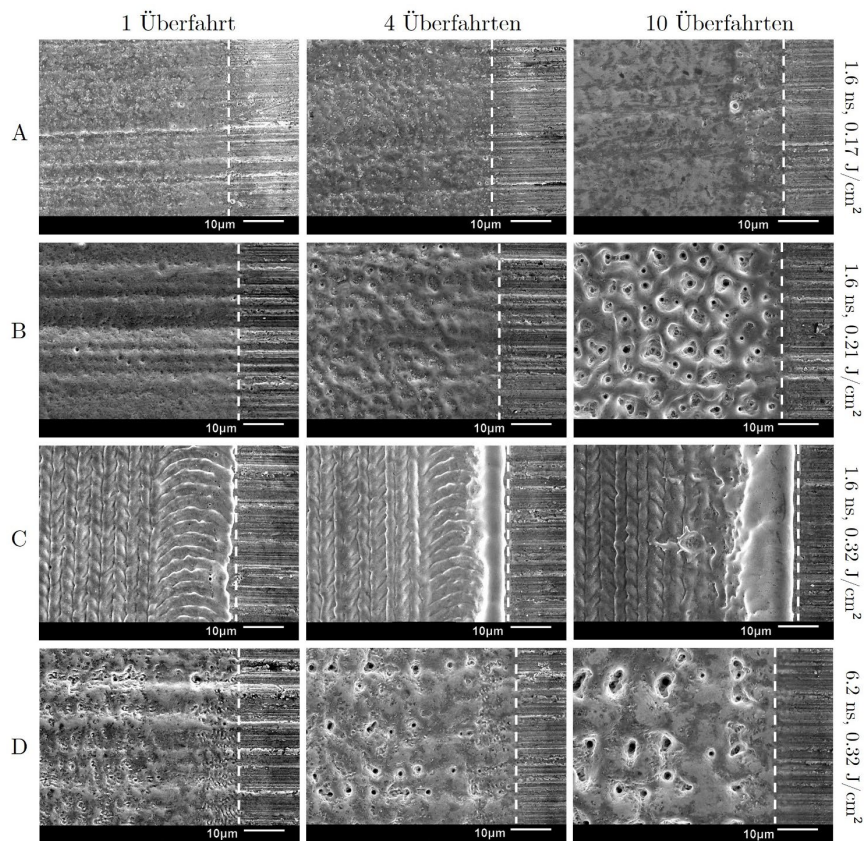 1 Überfahrt 4 Überfahrten 10 Überfahrten
A
10µm 10µm 10µm
1.6 ns, 0.17 J/cm²
B
10µm 10µm 10µm
1.6 ns, 0.21 J/cm²
C
10µm 10µm 10µm
1.6 ns, 0.32 J/cm²
D
10µm 10µm 10µm
6.2 ns, 0.32 J/cm²